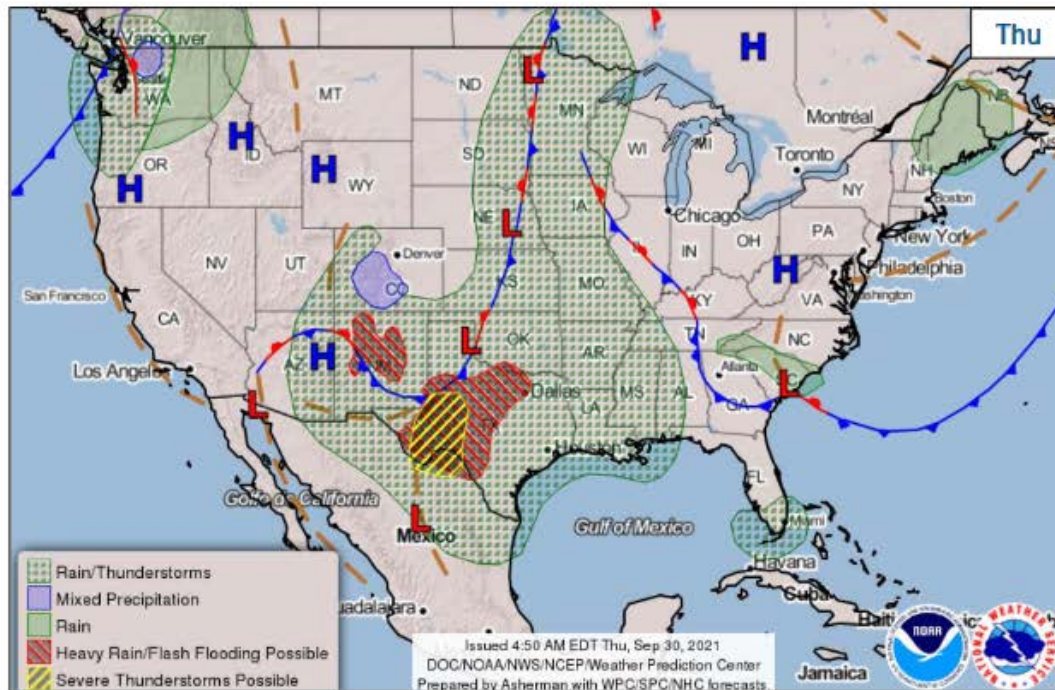 Thu
Vancouver
WA
MT
ND
MN
OR
ID
SD
WI
MI
WY
NE
IA
NV
UT
Denver
CO
KS
MO
IN
OH
PA
NY
NH
NB
Montréal
Toronto
Boston
New York
Philadelphia
Washington
Chicago
KY
VA
TN
NC
San Francisco
CA
Los Angeles
AZ
OK
AR
Atlanta
GA
MS
AL
LA
Dallas
Houston
FL
Miami
Golfo de California
Gulf of Mexico
Mexico
Havana
Cuba
Jamaica
H
H
H
H
H
H
L
L
L
L
L
L
Rain/Thunderstorms
Mixed Precipitation
Rain
Heavy Rain/Flash Flooding Possible
Severe Thunderstorms Possible
Issued 4:50 AM EDT Thu, Sep 30, 2021
DOC/NOAA/NWS/NCEP/Weather Prediction Center
Prepared by Asherman with WPC/SPC/NHC forecasts.
NOAA
NATIONAL WEATHER SERVICE